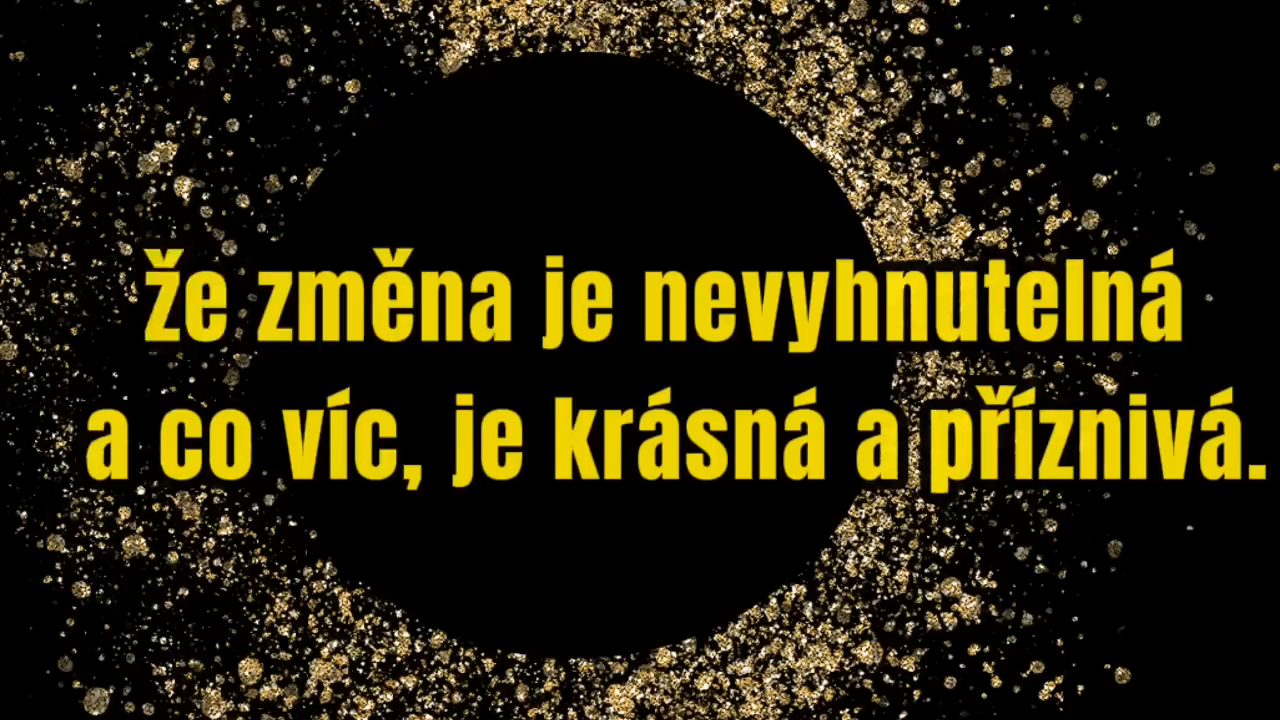 že změna je nevyhnutelná
a co víc, je krásná a příznivá.